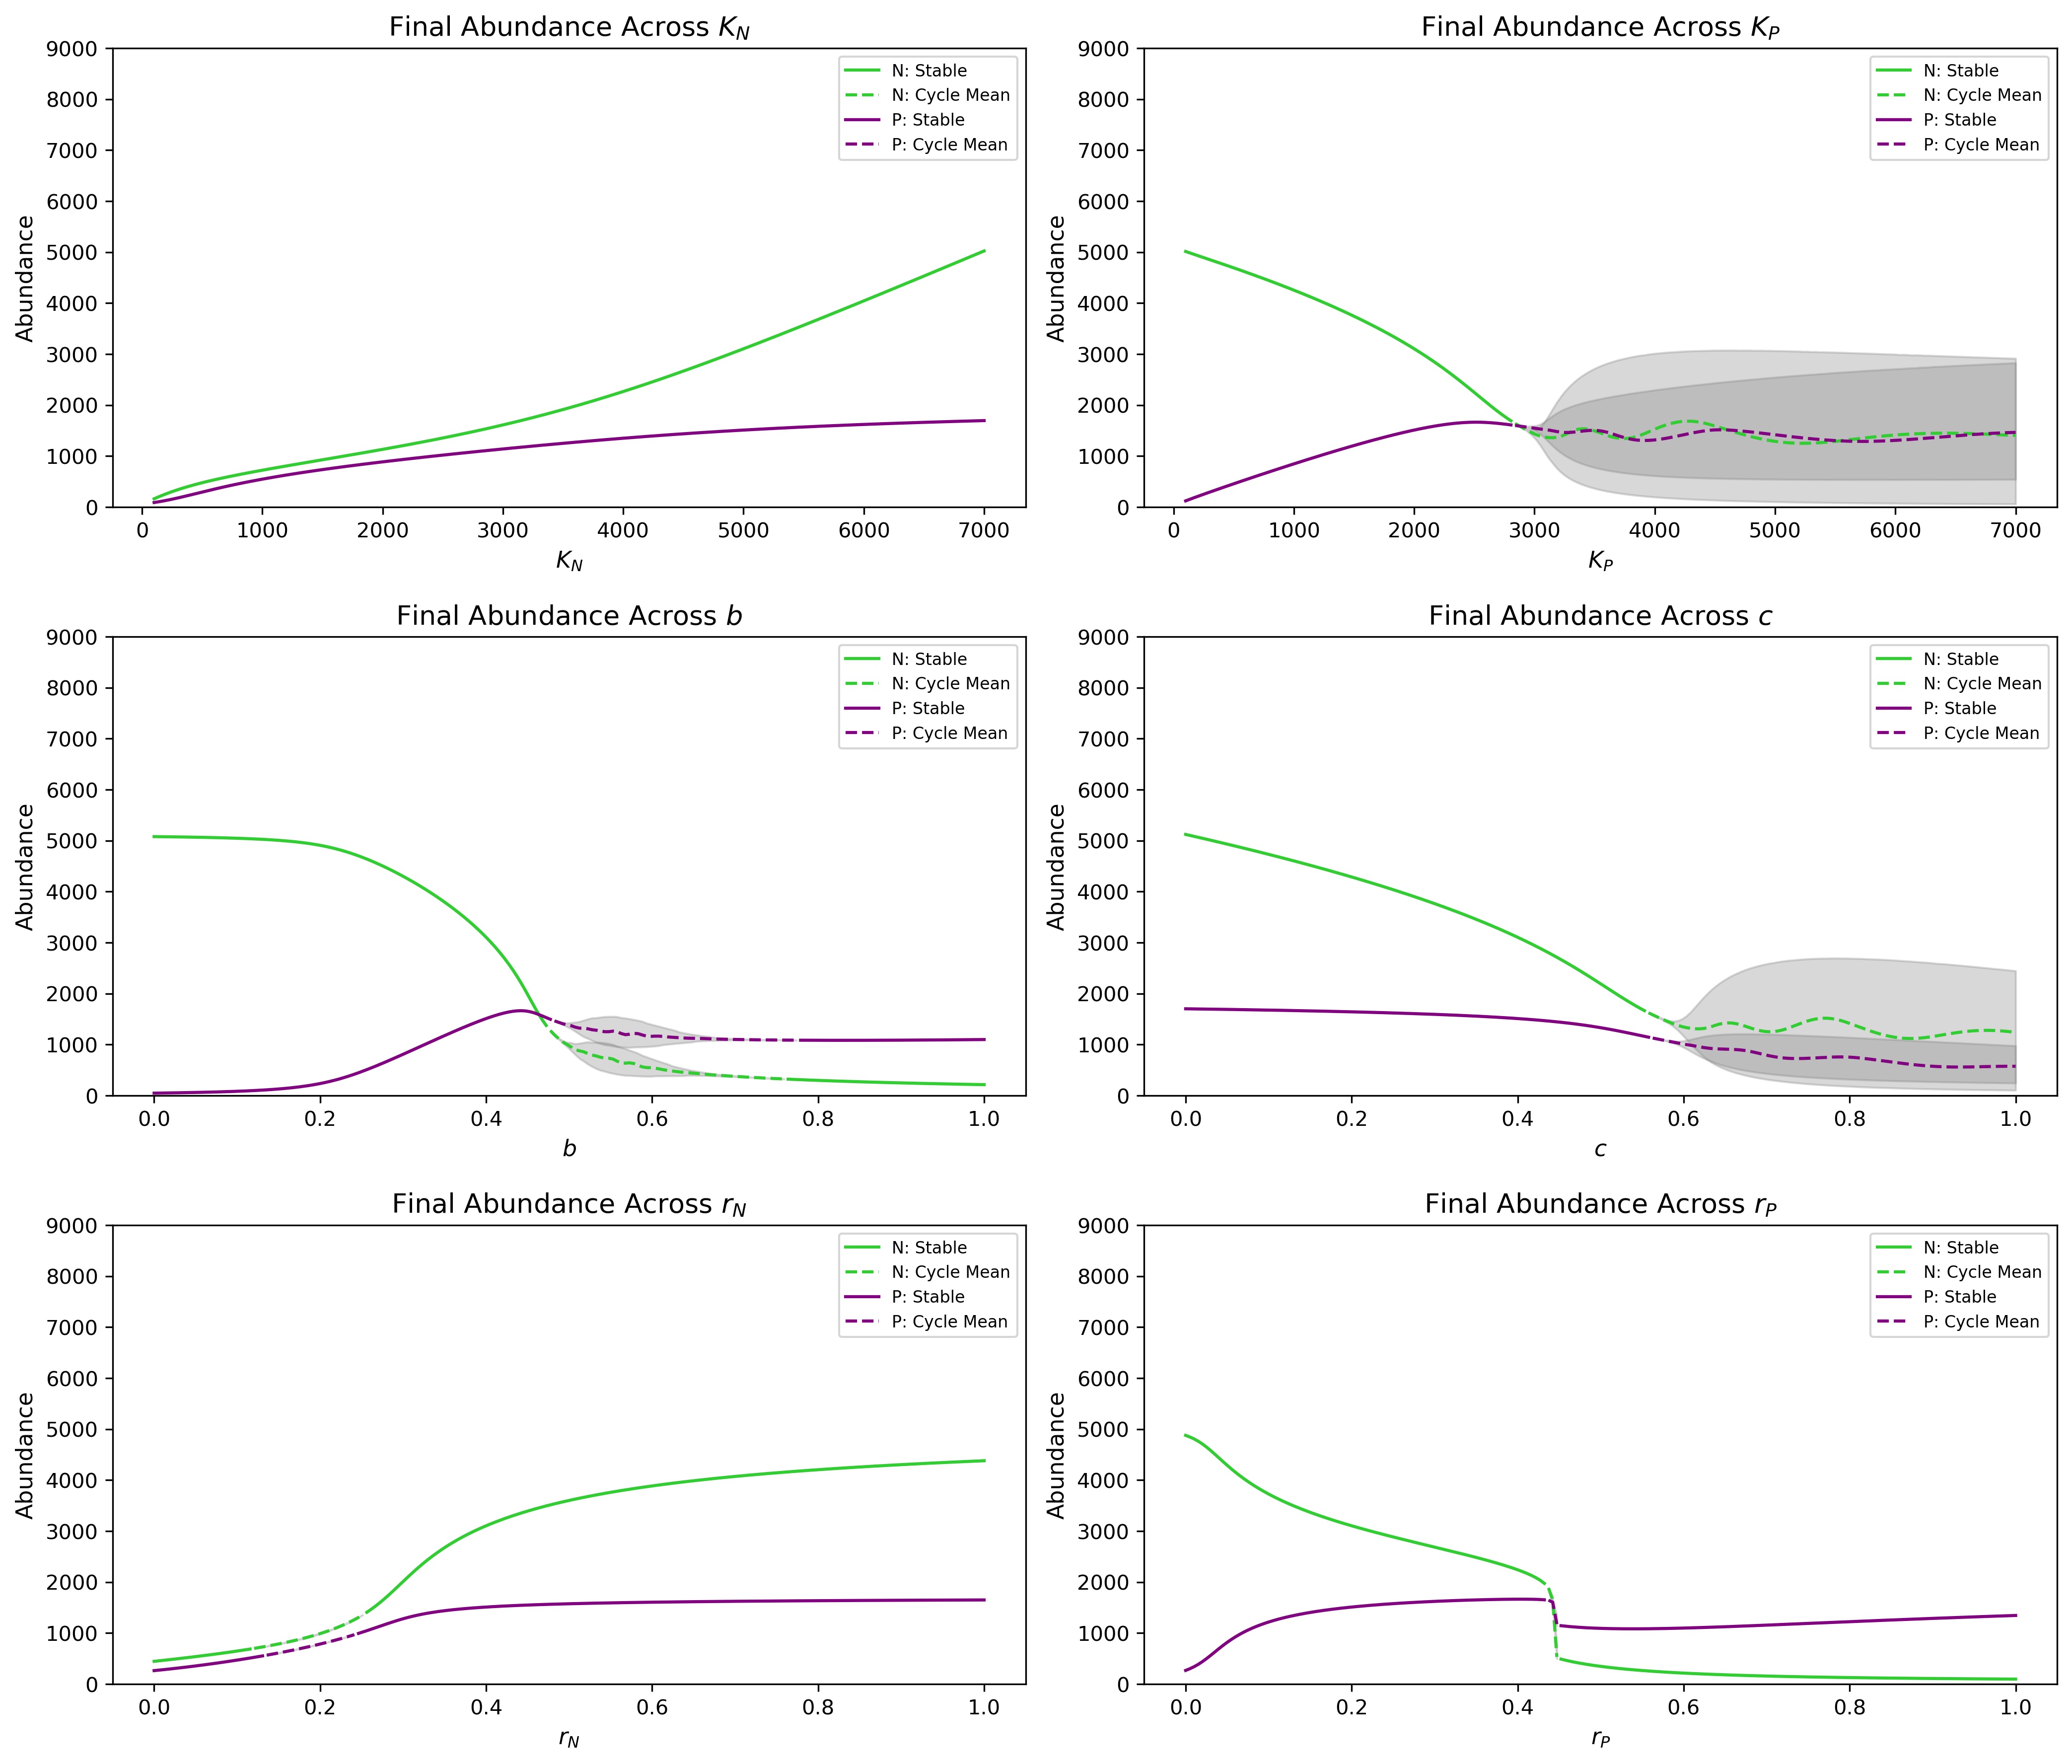 Final Abundance Across K_N
Abundance
9000
8000
7000
6000
5000
4000
3000
2000
1000
0
N: Stable
N: Cycle Mean
P: Stable
P: Cycle Mean
0 1000 2000 3000 4000 5000 6000 7000
K_N
Final Abundance Across K_P
Abundance
9000
8000
7000
6000
5000
4000
3000
2000
1000
0
N: Stable
N: Cycle Mean
P: Stable
P: Cycle Mean
0 1000 2000 3000 4000 5000 6000 7000
K_P
Final Abundance Across b
Abundance
9000
8000
7000
6000
5000
4000
3000
2000
1000
0
N: Stable
N: Cycle Mean
P: Stable
P: Cycle Mean
0.0 0.2 0.4 0.6 0.8 1.0
b
Final Abundance Across c
Abundance
9000
8000
7000
6000
5000
4000
3000
2000
1000
0
N: Stable
N: Cycle Mean
P: Stable
P: Cycle Mean
0.0 0.2 0.4 0.6 0.8 1.0
c
Final Abundance Across r_N
Abundance
9000
8000
7000
6000
5000
4000
3000
2000
1000
0
N: Stable
N: Cycle Mean
P: Stable
P: Cycle Mean
0.0 0.2 0.4 0.6 0.8 1.0
r_N
Final Abundance Across r_P
Abundance
9000
8000
7000
6000
5000
4000
3000
2000
1000
0
N: Stable
N: Cycle Mean
P: Stable
P: Cycle Mean
0.0 0.2 0.4 0.6 0.8 1.0
r_P